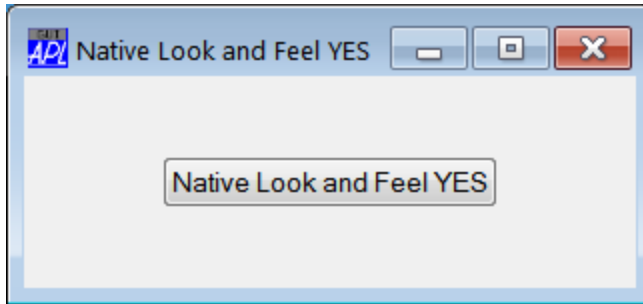 APL Native Look and Feel YES
Native Look and Feel YES